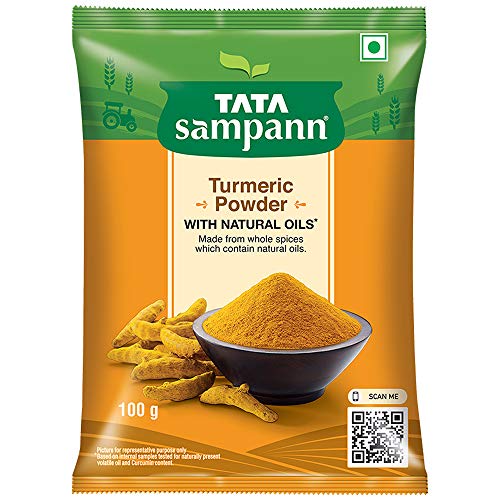 TATA
sampann®
Turmeric
Powder
WITH NATURAL OILS*
Made from whole spices
which contain natural oils.
100 g
SCAN ME
Picture for representative purpose only
*Based on internal samples tested for naturally present
volatile oil and Curcumin content.